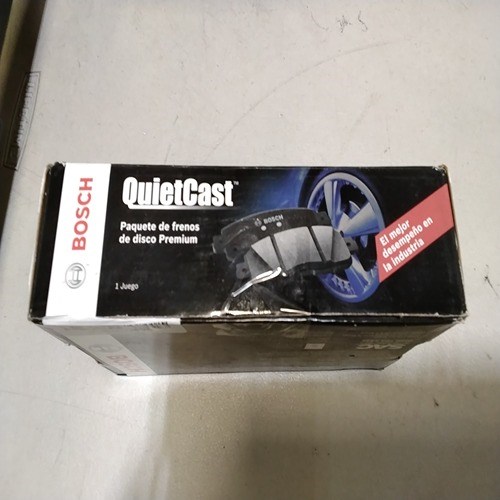 BOSCH
QuietCast™
Paquete de frenos
de disco Premium
1 Juego
BOSCH
El mejor
desempeño en
la industria